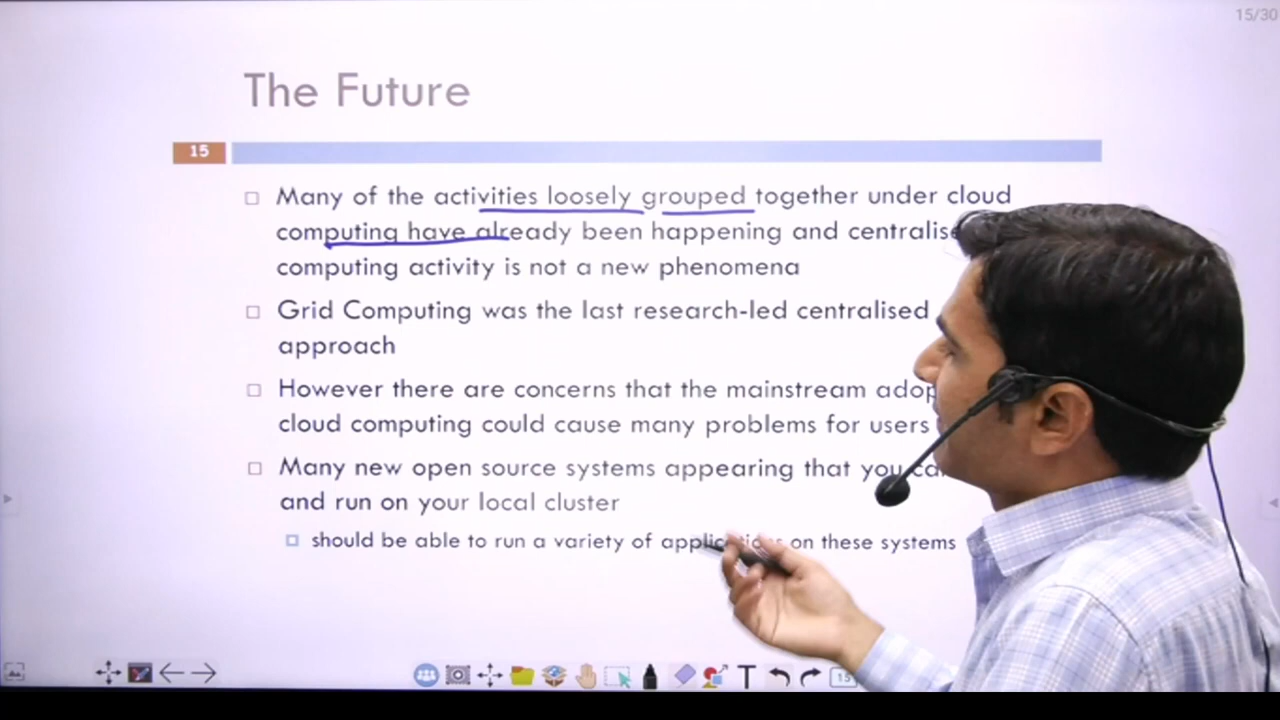 15/30
The Future
15
Many of the activities loosely grouped together under cloud
computing have already been happening and centralise
computing activity is not a new phenomena
Grid Computing was the last research-led centralised
approach
However there are concerns that the mainstream adop
cloud computing could cause many problems for users
Many new open source systems appearing that you
and run on your local cluster
should be able to run a variety of on these systems
T
15